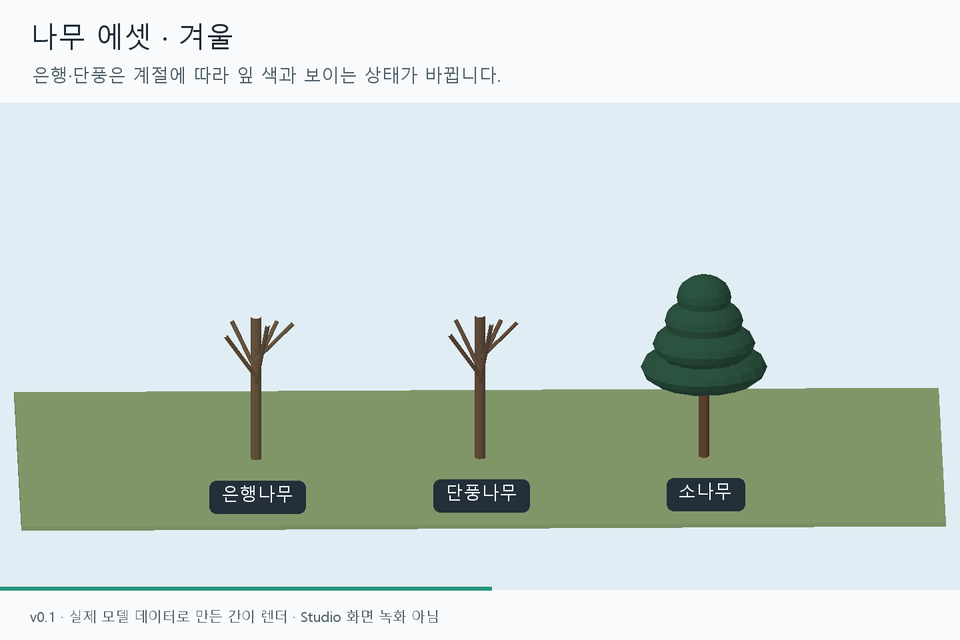 나무 에셋 · 겨울
은행·단풍은 계절에 따라 잎 색과 보이는 상태가 바뀝니다.
은행나무
단풍나무
소나무
v0.1 · 실제 모델 데이터로 만든 간이 렌더 · Studio 화면 녹화 아님